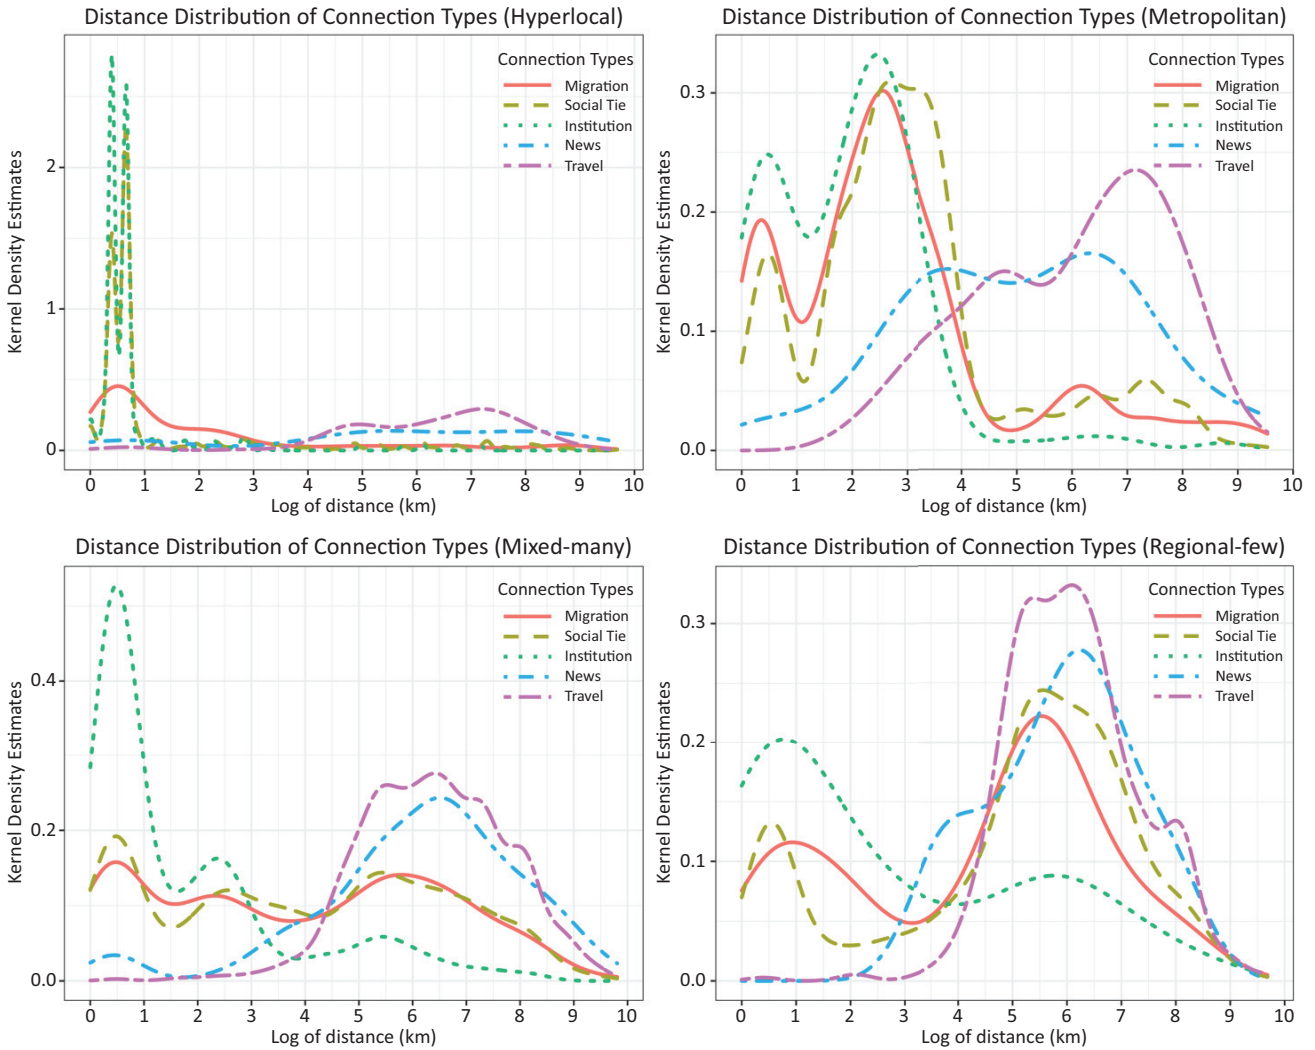 Distance Distribution of Connection Types (Hyperlocal)
Kernel Density Estimates
2
1
0
Connection Types
Migration
Social Tie
Institution
News
Travel
0 1 2 3 4 5 6 7 8 9 10
Log of distance (km)
Distance Distribution of Connection Types (Metropolitan)
Kernel Density Estimates
0.3
0.2
0.1
0.0
Connection Types
Migration
Social Tie
Institution
News
Travel
0 1 2 3 4 5 6 7 8 9 10
Log of distance (km)
Distance Distribution of Connection Types (Mixed-many)
Kernel Density Estimates
0.4
0.2
0.0
Connection Types
Migration
Social Tie
Institution
News
Travel
0 1 2 3 4 5 6 7 8 9 10
Log of distance (km)
Distance Distribution of Connection Types (Regional-few)
Kernel Density Estimates
0.3
0.2
0.1
0.0
Connection Types
Migration
Social Tie
Institution
News
Travel
0 1 2 3 4 5 6 7 8 9 10
Log of distance (km)